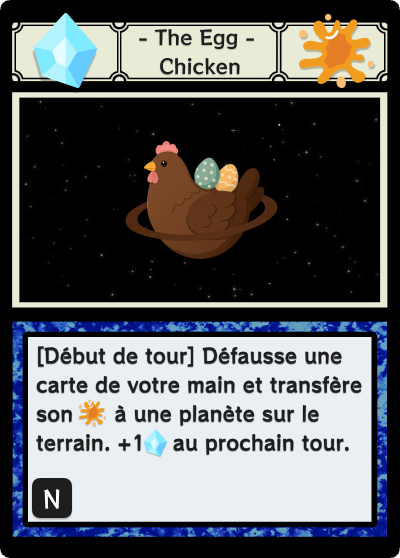 - The Egg -
Chicken
[Début de tour] Défausse une
carte de votre main et transfère
son à une planète sur le
terrain. +1 au prochain tour.
N